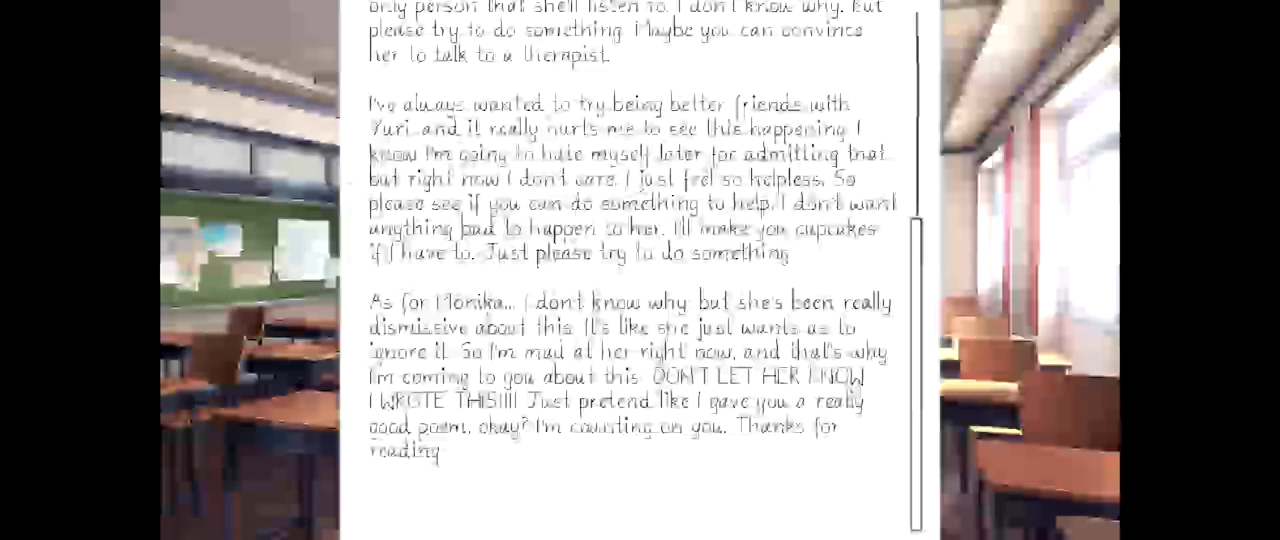 only person that she'll listen to. I don't know why. But
please try to do something. Maybe you can convince
her to talk to a therapist.
I've always wanted to try being better friends with
Yuri, and it really hurts me to see this happening. I
know I'm going to hate myself later for admitting that,
but right now I don't care. I just feel so helpless. So
please see if you can do something to help. I don't want
anything bad to happen to her. I'll make you cupcakes
if I have to. Just please try to do something.
As for Monika... I don't know why, but she's been really
dismissive about this. It's like she just wants us to
ignore it. So I'm mad at her right now, and that's why
I'm coming to you about this. DON'T LET HER KNOW
I WROTE THIS!!!! Just pretend like I gave you a really
good poem, okay? I'm counting on you. Thanks for
reading.